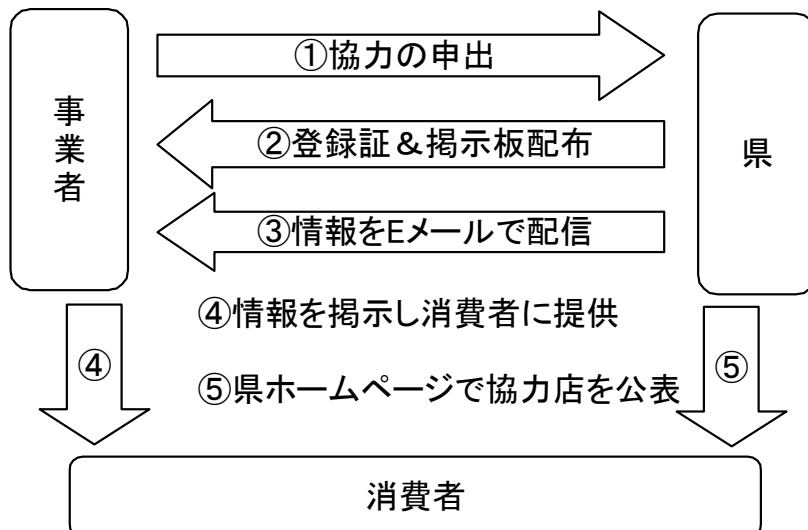 ①協力の申出
事業者
②登録証＆掲示板配布
県
③情報をEメールで配信
④情報を掲示し消費者に提供
④
⑤
⑤県ホームページで協力店を公表
消費者